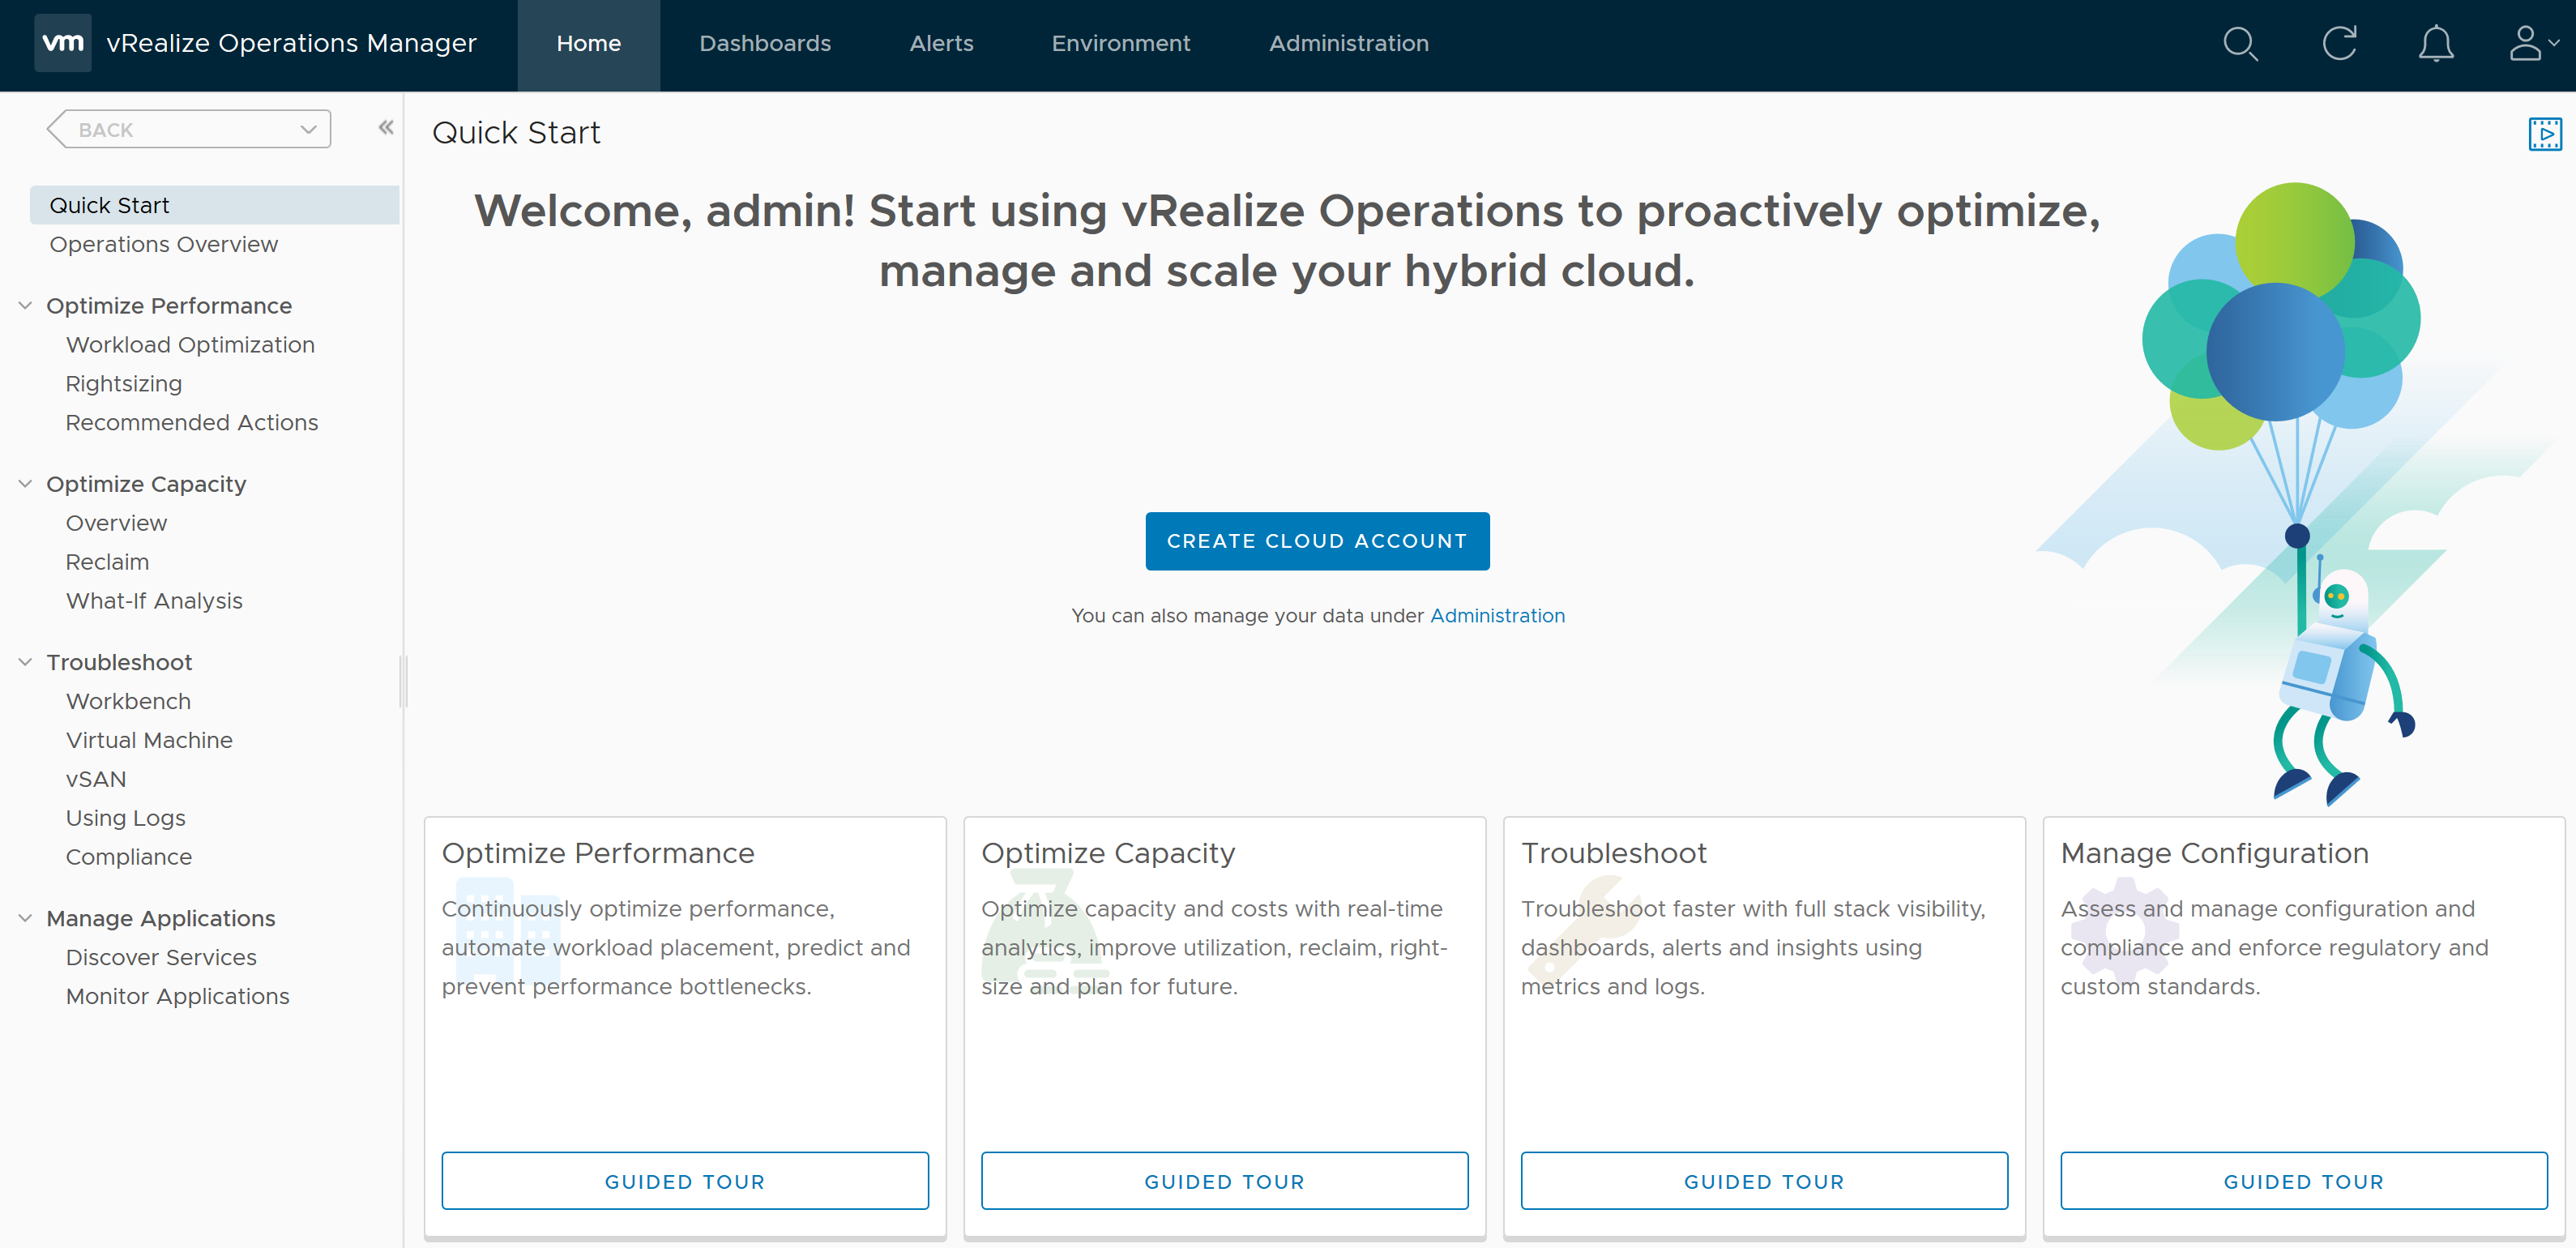 vm vRealize Operations Manager Home Dashboards Alerts Environment Administration
BACK
Quick Start
Operations Overview
Optimize Performance
Workload Optimization
Rightsizing
Recommended Actions
Optimize Capacity
Overview
Reclaim
What-If Analysis
Troubleshoot
Workbench
Virtual Machine
vSAN
Using Logs
Compliance
Manage Applications
Discover Services
Monitor Applications
Quick Start
Welcome, admin! Start using vRealize Operations to proactively optimize,
manage and scale your hybrid cloud.
CREATE CLOUD ACCOUNT
You can also manage your data under Administration
Optimize Performance
Continuously optimize performance,
automate workload placement, predict and
prevent performance bottlenecks.
GUIDED TOUR
Optimize Capacity
Optimize capacity and costs with real-time
analytics, improve utilization, reclaim, right-
size and plan for future.
GUIDED TOUR
Troubleshoot
Troubleshoot faster with full stack visibility,
dashboards, alerts and insights using
metrics and logs.
GUIDED TOUR
Manage Configuration
Assess and manage configuration and
compliance and enforce regulatory and
custom standards.
GUIDED TOUR